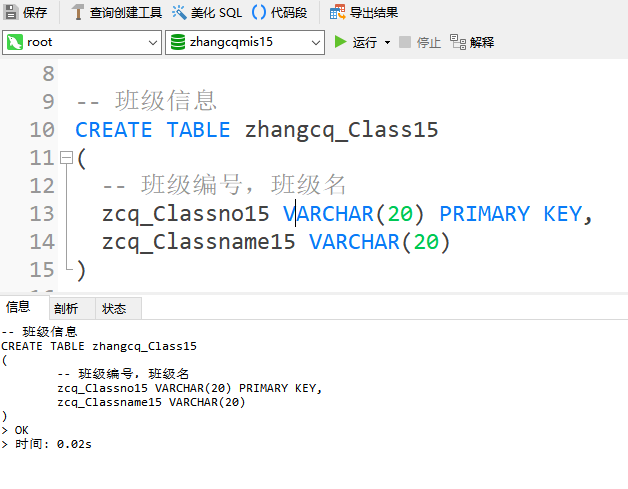 保存 查询创建工具 美化 SQL 代码段 导出结果
root zhangcqmis15 运行 停止 解释
8
9 -- 班级信息
10 CREATE TABLE zhangcq_Class15
11 (
12 -- 班级编号，班级名
13 zcq_Classno15 VARCHAR(20) PRIMARY KEY,
14 zcq_Classname15 VARCHAR(20)
15 )
信息 剖析 状态
-- 班级信息
CREATE TABLE zhangcq_Class15
(
-- 班级编号，班级名
zcq_Classno15 VARCHAR(20) PRIMARY KEY,
zcq_Classname15 VARCHAR(20)
)
> OK
> 时间: 0.02s